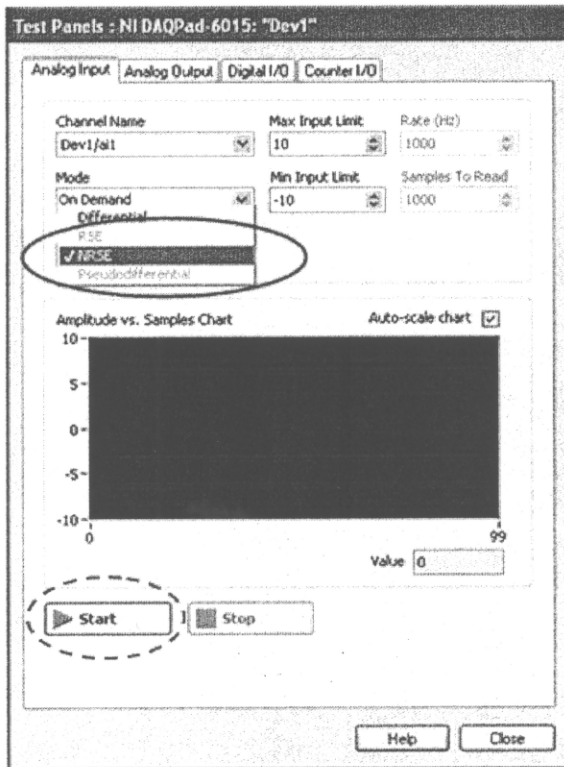 Test Panels : NI DAQPad-6015: "Dev1"
Analog Input Analog Output Digital I/O Counter I/O
Channel Name Max Input Limit Rate (Hz)
Dev1/ai1 10 1000
Mode Min Input Limit Samples To Read
On Demand -10 1000
Differential
RSE
✓ NRSE
Pseudodifferential
Amplitude vs. Samples Chart Auto-scale chart
10
5
0
-5
-10
0 99
Value 0
Start Stop
Help Close